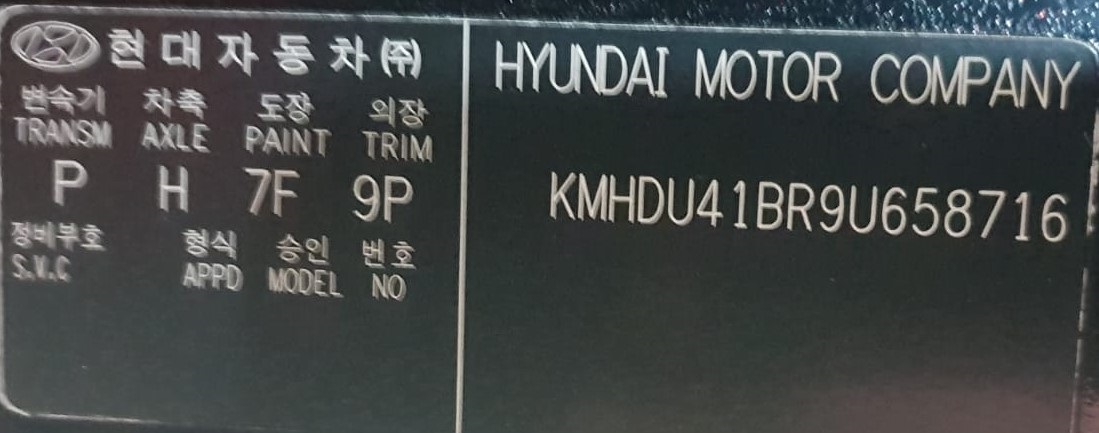 현대자동차㈜
변속기 차축 도장 외장
TRANSM AXLE PAINT TRIM
P H 7F 9P
정비부호 형식 승인 번호
S.V.C APPD MODEL NO
HYUNDAI MOTOR COMPANY
KMHDU41BR9U658716